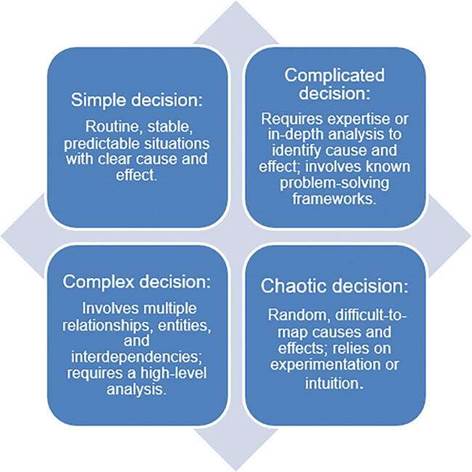 Simple decision:
Routine, stable,
predictable situations
with clear cause and
effect.
Complicated
decision:
Requires expertise or
in-depth analysis to
identify cause and
effect; involves known
problem-solving
frameworks.
Complex decision:
Involves multiple
relationships, entities,
and
interdependencies;
requires a high-level
analysis.
Chaotic decision:
Random, difficult-to-
map causes and
effects; relies on
experimentation or
intuition.